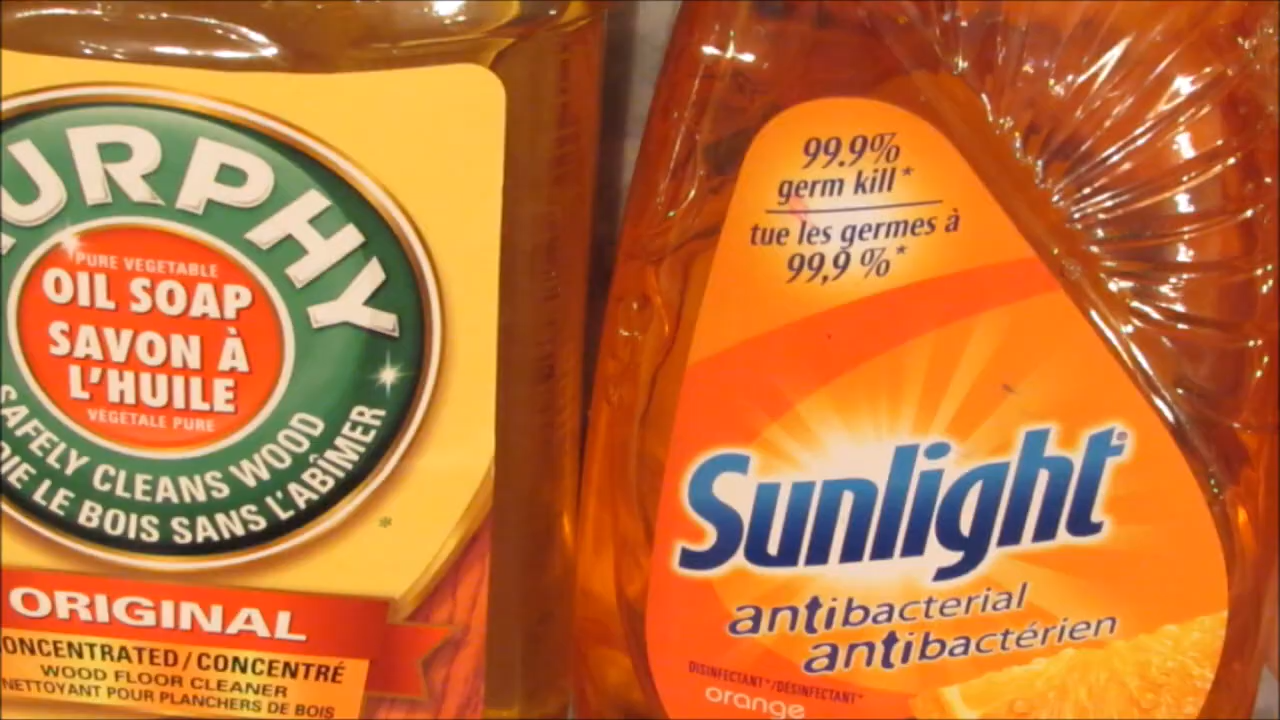 URPHY
PURE VEGETABLE
OIL SOAP
SAVON À
L'HUILE
VÉGÉTALE PURE
SAFELY CLEANS WOOD
OIE LE BOIS SANS L'ABÎMER
*
ORIGINAL
ONCENTRATED/CONCENTRÉ
WOOD FLOOR CLEANER
NETTOYANT POUR PLANCHERS DE BOIS
99.9%
germ kill*
tue les germes à
99,9 %*
Sunlight®
antibacterial
antibactérien
DISINFECTANT*/DÉSINFECTANT*
orange